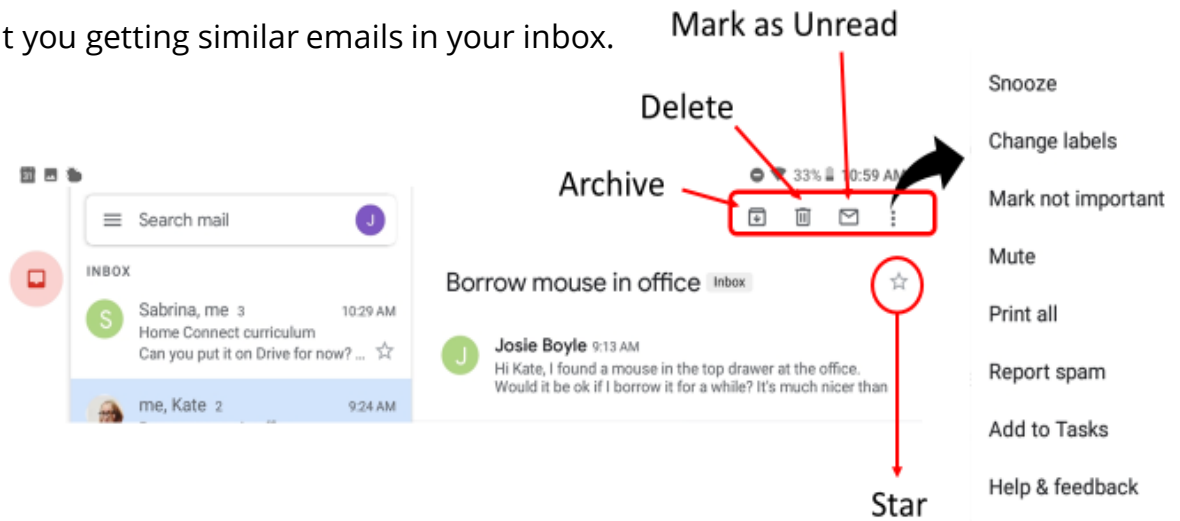 t you getting similar emails in your inbox.
Mark as Unread
Delete
Archive
31
33% 10:59 AM
Search mail
J
INBOX
S
Sabrina, me 3 10:29 AM
Home Connect curriculum
Can you put it on Drive for now? ...
me, Kate 2 9:24 AM
Borrow mouse in office Inbox
J
Josie Boyle 9:13 AM
Hi Kate, I found a mouse in the top drawer at the office.
Would it be ok if I borrow it for a while? It's much nicer than
Star
Snooze
Change labels
Mark not important
Mute
Print all
Report spam
Add to Tasks
Help & feedback